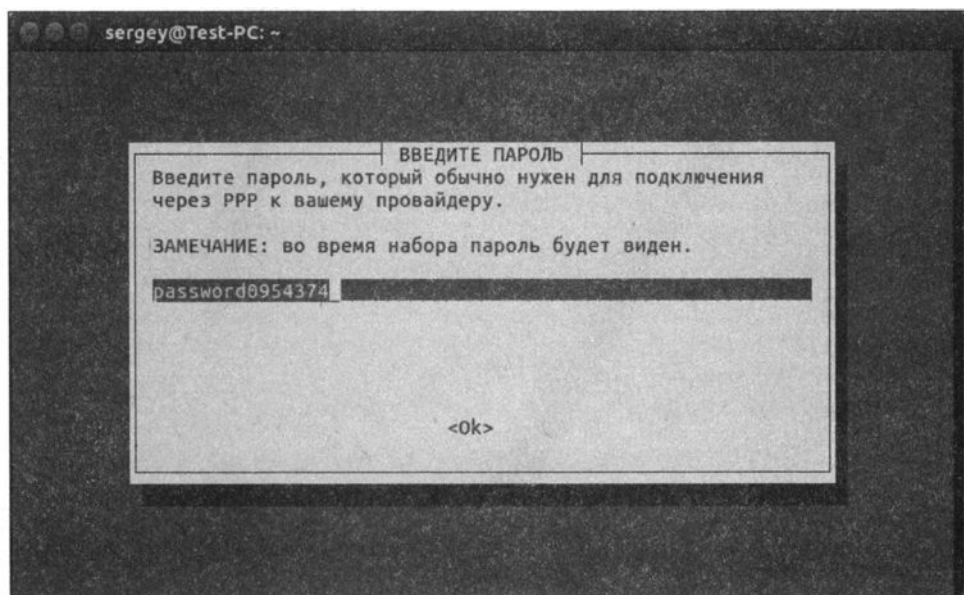 sergey@Test-PC: ~
ВВЕДИТЕ ПАРОЛЬ
Введите пароль, который обычно нужен для подключения
через PPP к вашему провайдеру.
ЗАМЕЧАНИЕ: во время набора пароль будет виден.
password0954374_
<Ok>